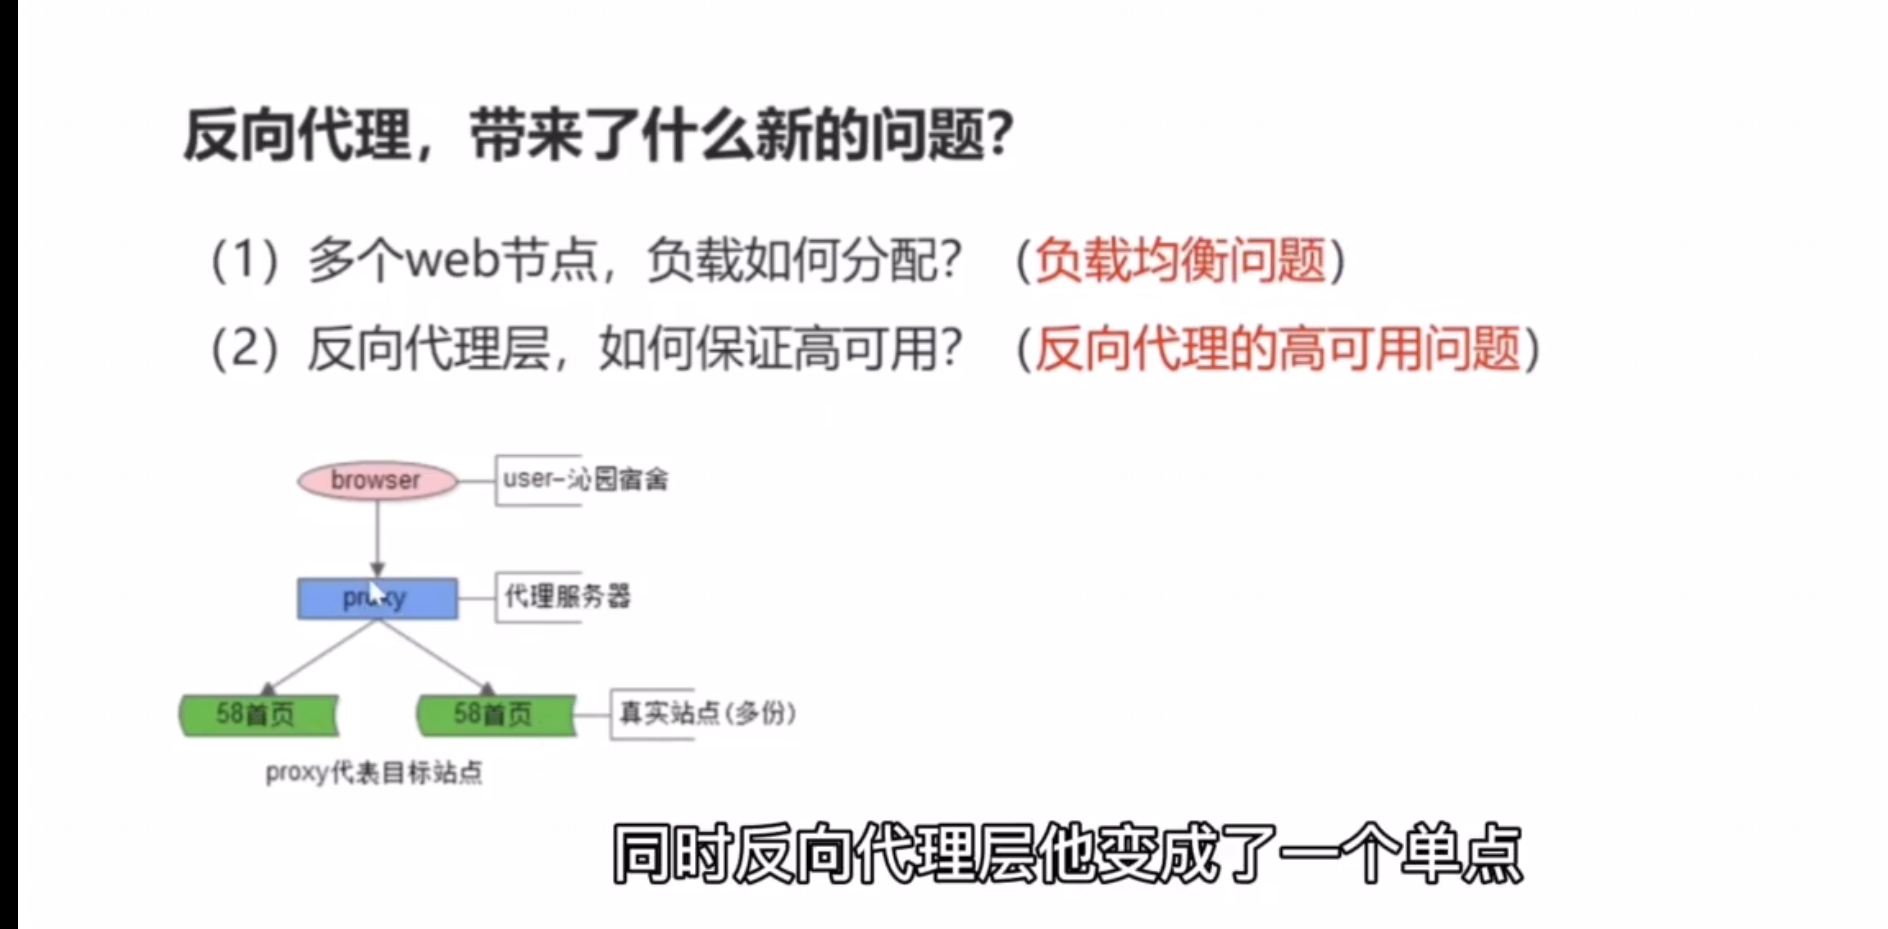 反向代理，带来了什么新的问题？
（1）多个web节点，负载如何分配？（负载均衡问题）
（2）反向代理层，如何保证高可用？（反向代理的高可用问题）
browser
user-沁园宿舍
proxy
代理服务器
58首页
58首页
真实站点(多份)
proxy代表目标站点
同时反向代理层他变成了一个单点